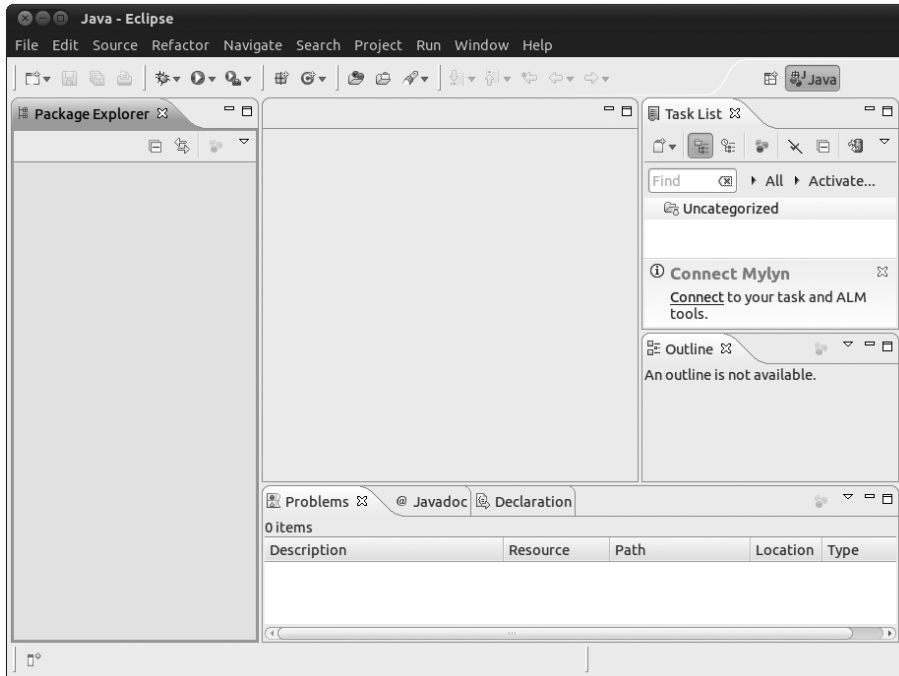 Java - Eclipse
File Edit Source Refactor Navigate Search Project Run Window Help
Java
Package Explorer
Task List
Find
All
Activate...
Uncategorized
Connect Mylyn
Connect to your task and ALM
tools.
Outline
An outline is not available.
Problems
@ Javadoc
Declaration
0 items
Description Resource Path Location Type